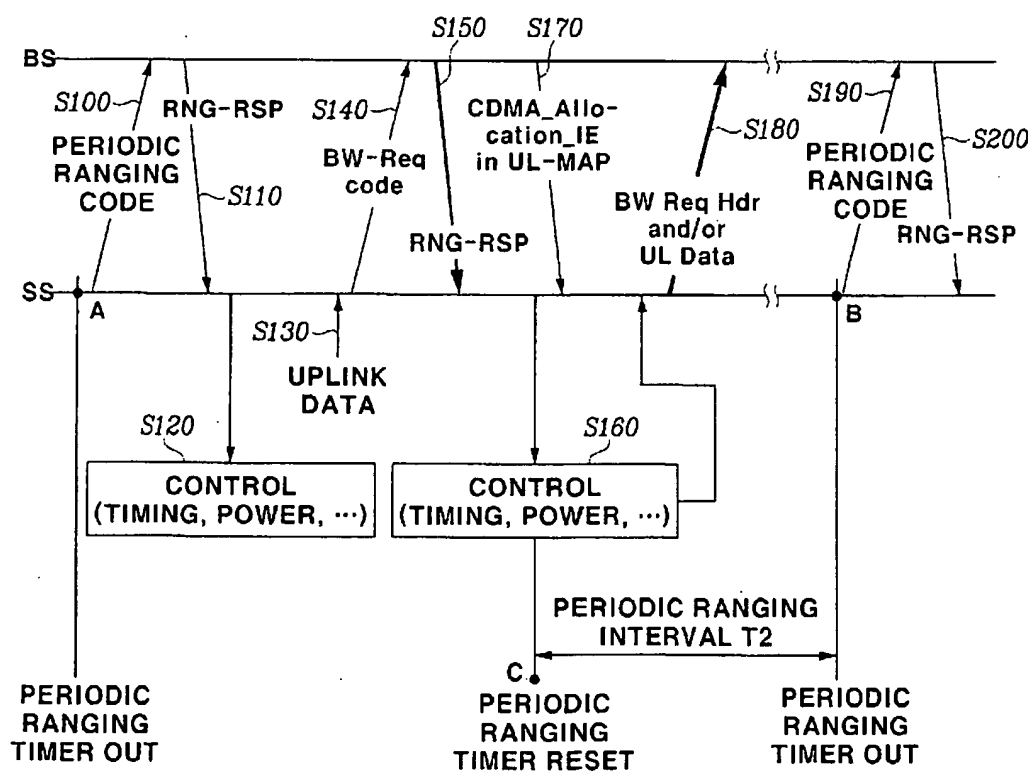 BS
S100
PERIODIC
RANGING
CODE
RNG-RSP
S110
S140
BW-Req
code
S150
RNG-RSP
S170
CDMA_Allo-
cation_IE
in UL-MAP
S180
BW Req Hdr
and/or
UL Data
S190
PERIODIC
RANGING
CODE
S200
RNG-RSP
SS
A
B
S130
UPLINK
DATA
S120
CONTROL
(TIMING, POWER, ···)
S160
CONTROL
(TIMING, POWER, ···)
PERIODIC RANGING
INTERVAL T2
C
PERIODIC
RANGING
TIMER OUT
PERIODIC
RANGING
TIMER RESET
PERIODIC
RANGING
TIMER OUT